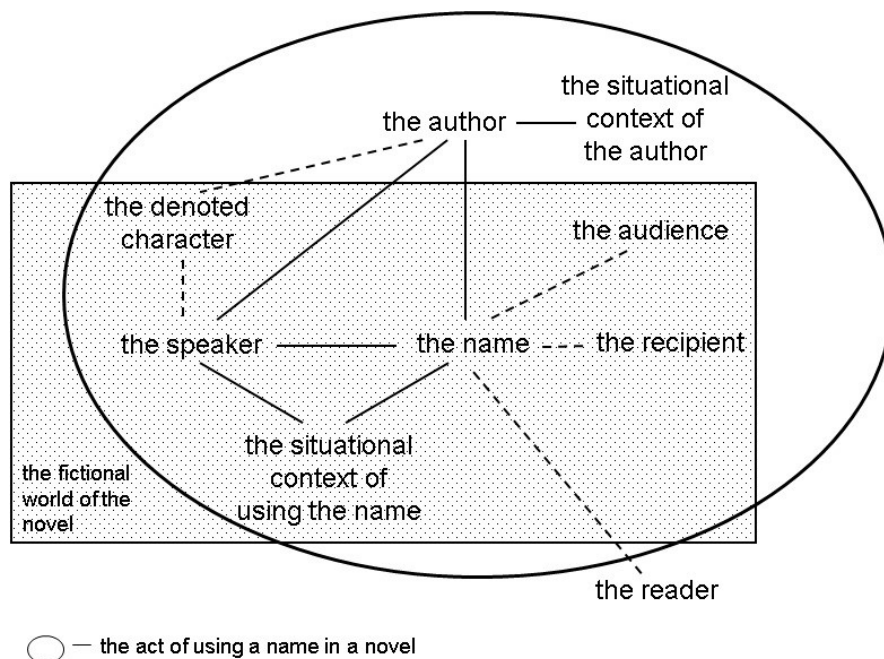 the situational
context of
the author
the author
the denoted
character
the audience
the speaker
the name
the recipient
the situational
context of
using the name
the fictional
world of the
novel
the reader
— the act of using a name in a novel